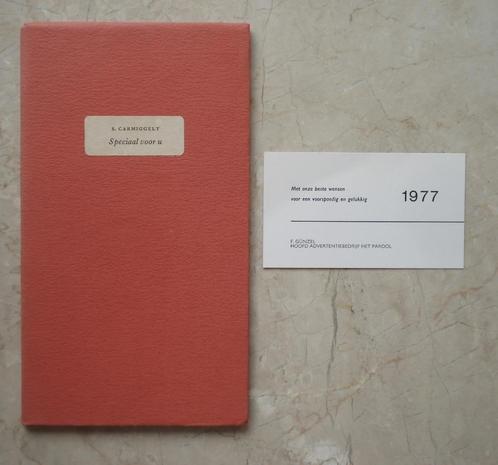 S. CARMIGGELT
Speciaal voor u
Met onze beste wensen
voor een voorspoedig en gelukkig 1977
F. GÜNZEL
HOOFD ADVERTENTIEBEDRIJF HET PAROOL